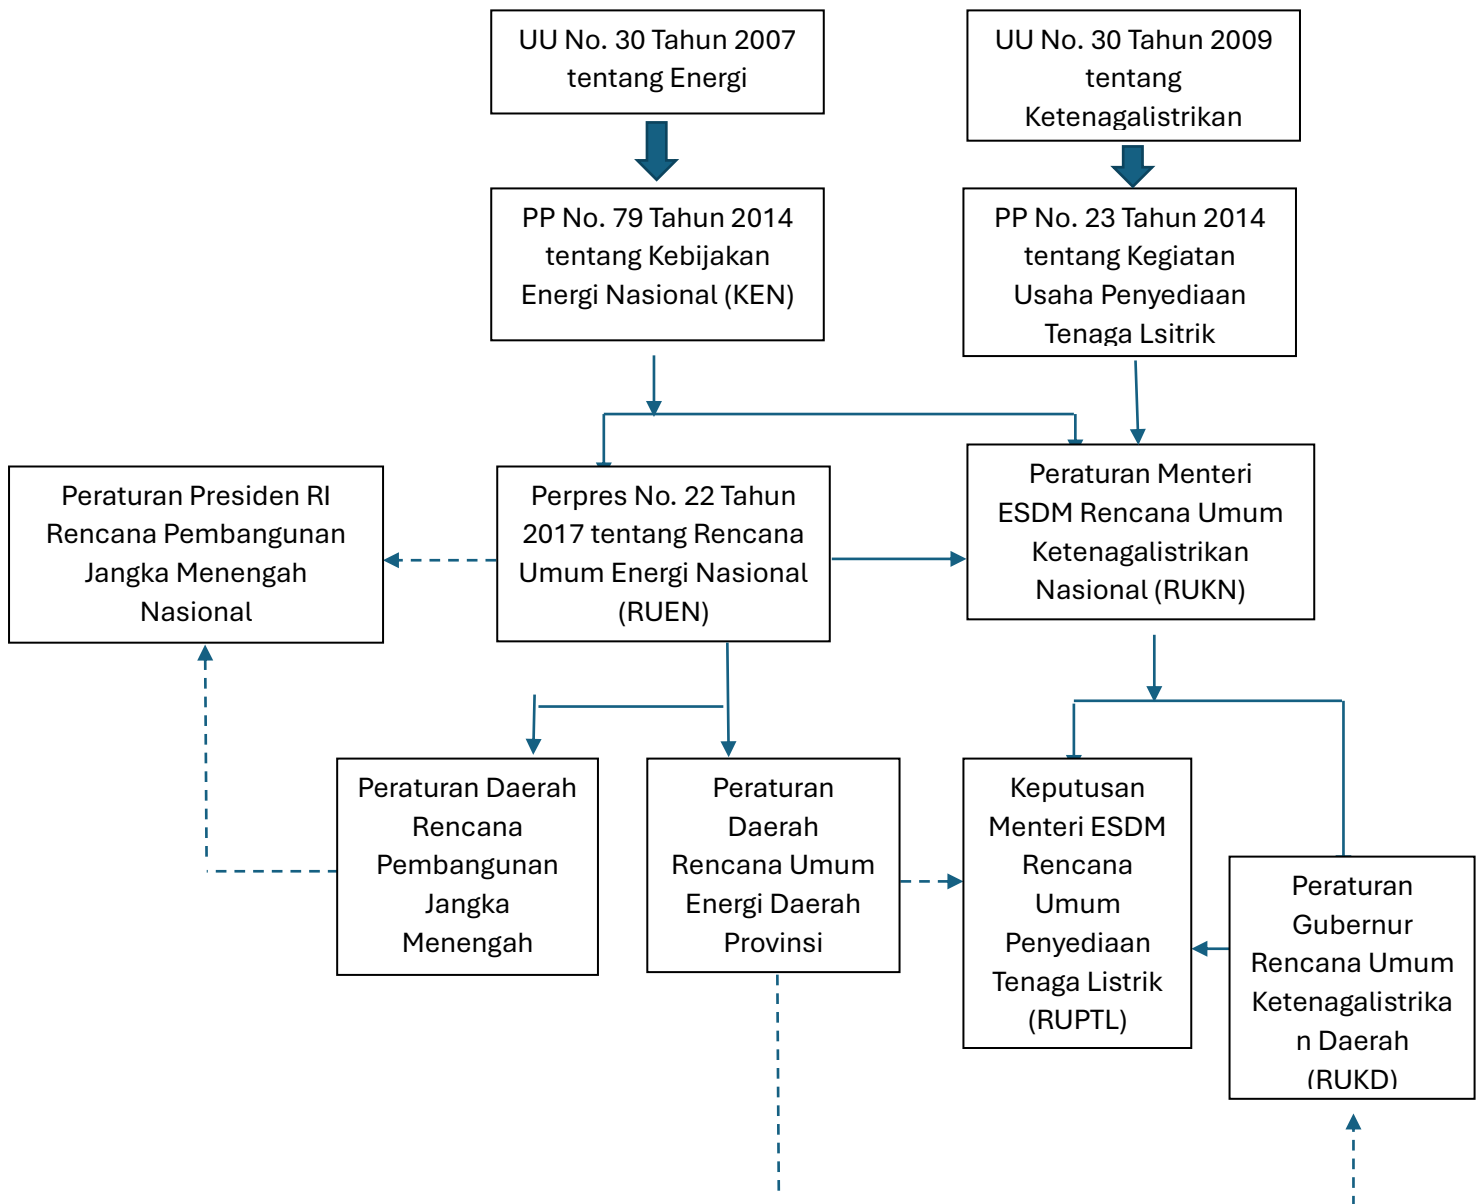 UU No. 30 Tahun 2007
tentang Energi
UU No. 30 Tahun 2009
tentang
Ketenagalistrikan
PP No. 79 Tahun 2014
tentang Kebijakan
Energi Nasional (KEN)
PP No. 23 Tahun 2014
tentang Kegiatan
Usaha Penyediaan
Tenaga Lsitrik
Peraturan Presiden RI
Rencana Pembangunan
Jangka Menengah
Nasional
Perpres No. 22 Tahun
2017 tentang Rencana
Umum Energi Nasional
(RUEN)
Peraturan Menteri
ESDM Rencana Umum
Ketenagalistrikan
Nasional (RUKN)
Peraturan Daerah
Rencana
Pembangunan
Jangka
Menengah
Peraturan
Daerah
Rencana Umum
Energi Daerah
Provinsi
Keputusan
Menteri ESDM
Rencana
Umum
Penyediaan
Tenaga Listrik
(RUPTL)
Peraturan
Gubernur
Rencana Umum
Ketenagalistrika
n Daerah
(RUKD)